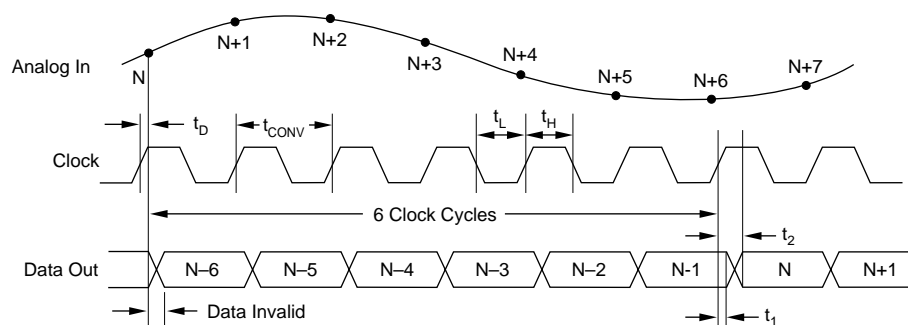 Analog In
N
N+1
N+2
N+3
N+4
N+5
N+6
N+7
t_D
t_CONV
t_L
t_H
Clock
6 Clock Cycles
t_2
Data Out
N–6
N–5
N–4
N–3
N–2
N-1
N
N+1
Data Invalid
t_1